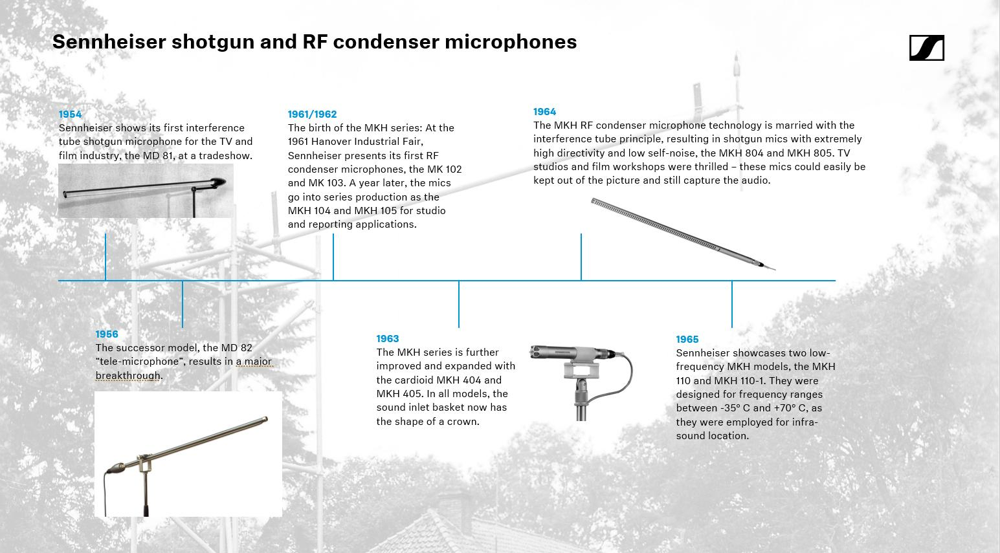 Sennheiser shotgun and RF condenser microphones
1954
Sennheiser shows its first interference
tube shotgun microphone for the TV and
film industry, the MD 81, at a tradeshow.
1961/1962
The birth of the MKH series: At the
1961 Hanover Industrial Fair,
Sennheiser presents its first RF
condenser microphones, the MK 102
and MK 103. A year later, the mics
go into series production as the
MKH 104 and MKH 105 for studio
and reporting applications.
1964
The MKH RF condenser microphone technology is married with the
interference tube principle, resulting in shotgun mics with extremely
high directivity and low self-noise, the MKH 804 and MKH 805. TV
studios and film workshops were thrilled – these mics could easily be
kept out of the picture and still capture the audio.
1956
The successor model, the MD 82
“tele-microphone”, results in a major
breakthrough.
1963
The MKH series is further
improved and expanded with
the cardioid MKH 404 and
MKH 405. In all models, the
sound inlet basket now has
the shape of a crown.
1965
Sennheiser showcases two low-
frequency MKH models, the MKH
110 and MKH 110-1. They were
designed for frequency ranges
between -35° C and +70° C, as
they were employed for infra-
sound location.